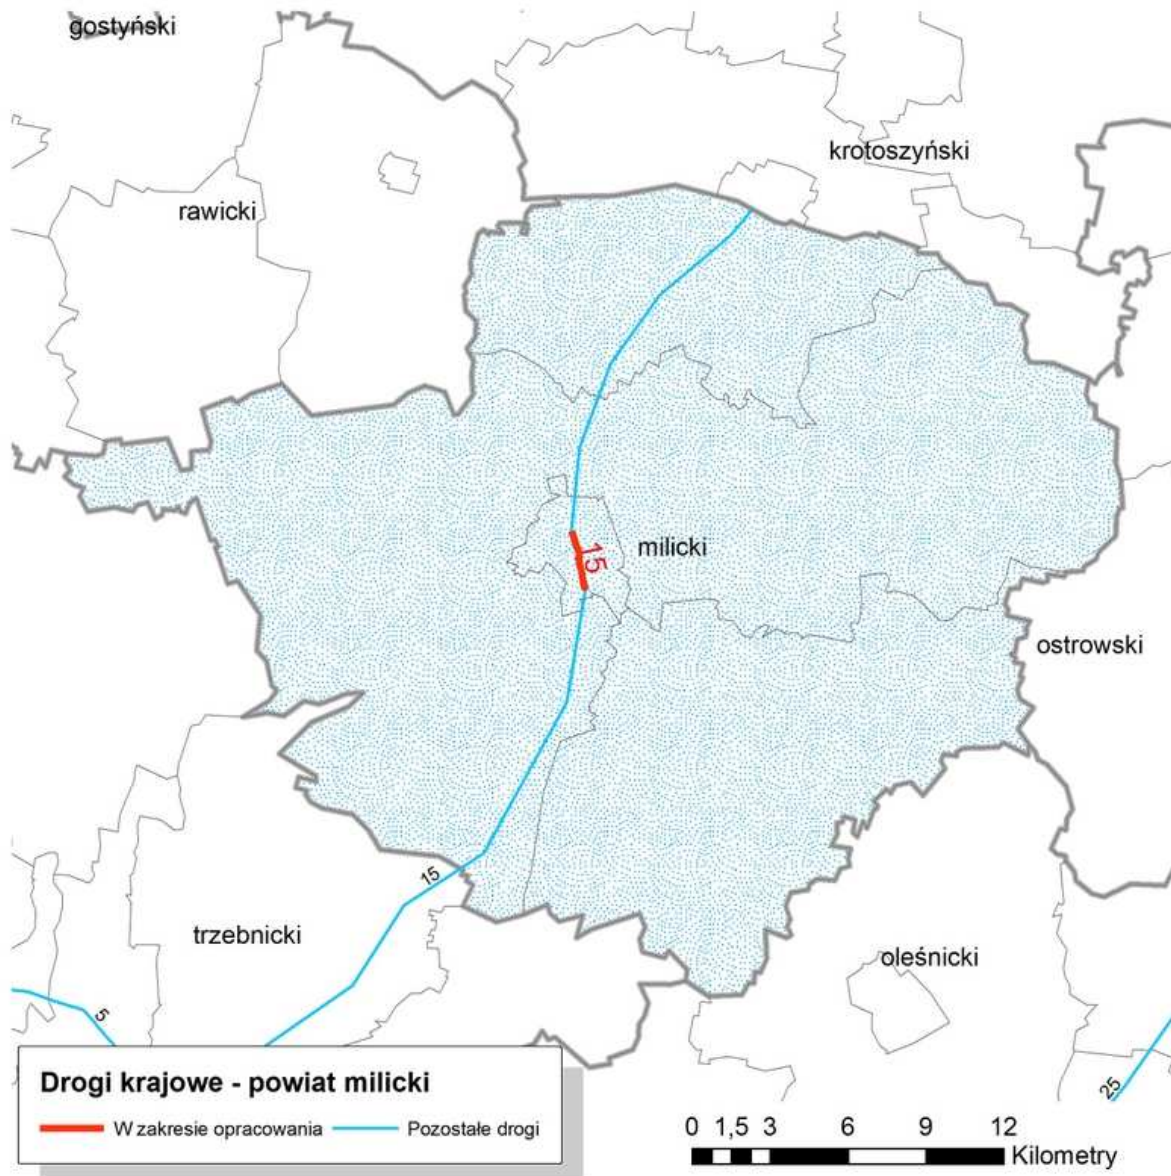 gostyński
krotoszyński
rawicki
15
milicki
ostrowski
15
trzebnicki
oleśnicki
5
25
Drogi krajowe - powiat milicki
W zakresie opracowania
Pozostałe drogi
0 1,5 3 6 9 12
Kilometry